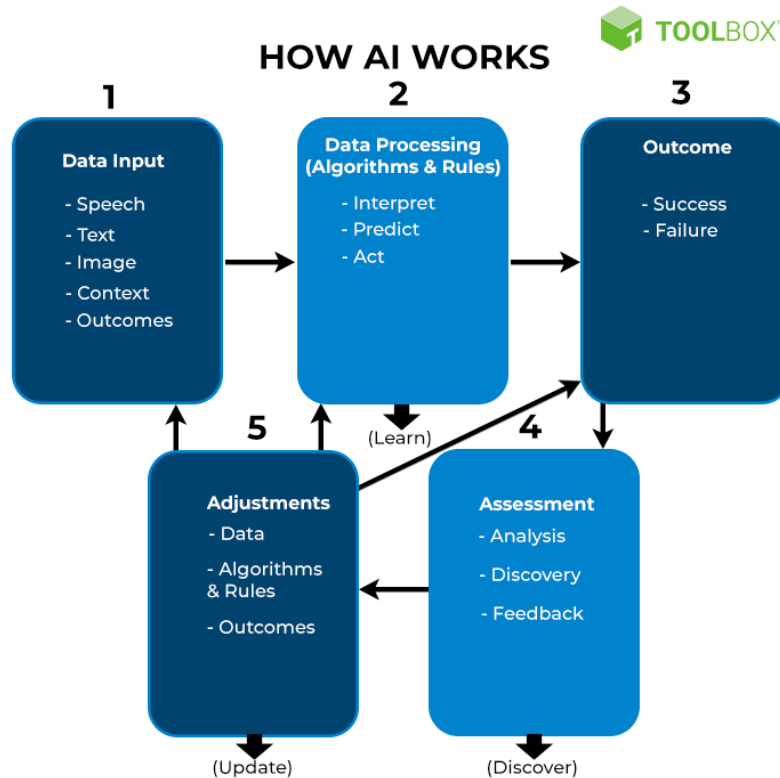 TOOLBOX
HOW AI WORKS
1
Data Input
- Speech
- Text
- Image
- Context
- Outcomes
2
Data Processing
(Algorithms & Rules)
- Interpret
- Predict
- Act
(Learn)
3
Outcome
- Success
- Failure
4
Assessment
- Analysis
- Discovery
- Feedback
(Discover)
5
Adjustments
- Data
- Algorithms
& Rules
- Outcomes
(Update)